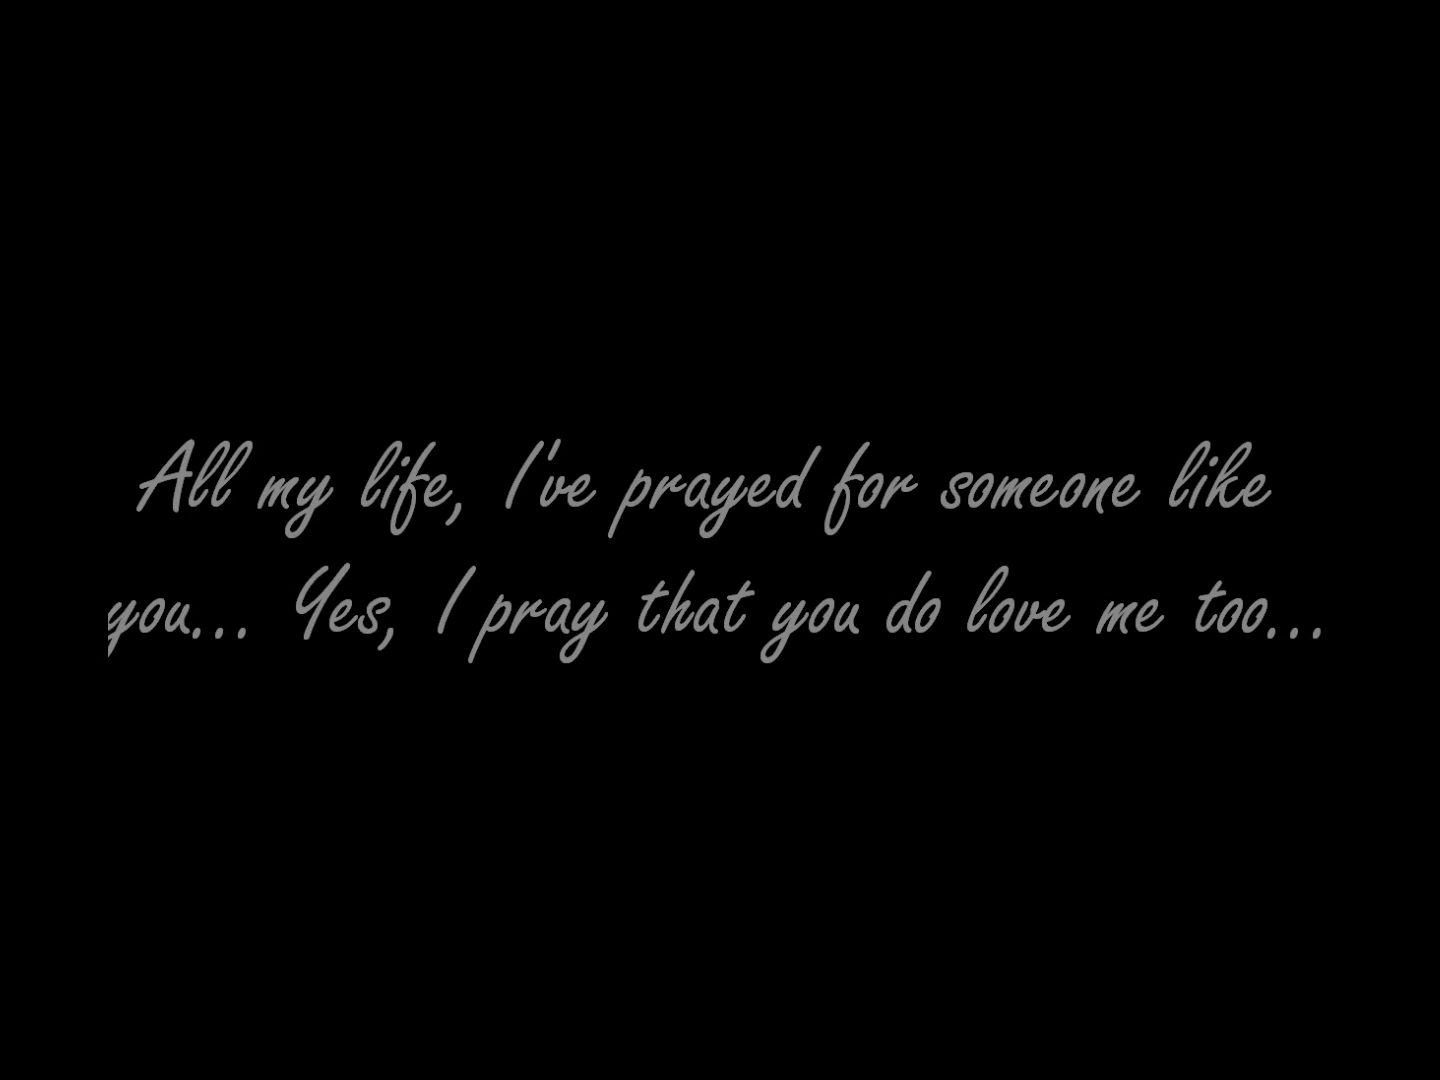 All my life, I've prayed for someone like
you... Yes, I pray that you do love me too...